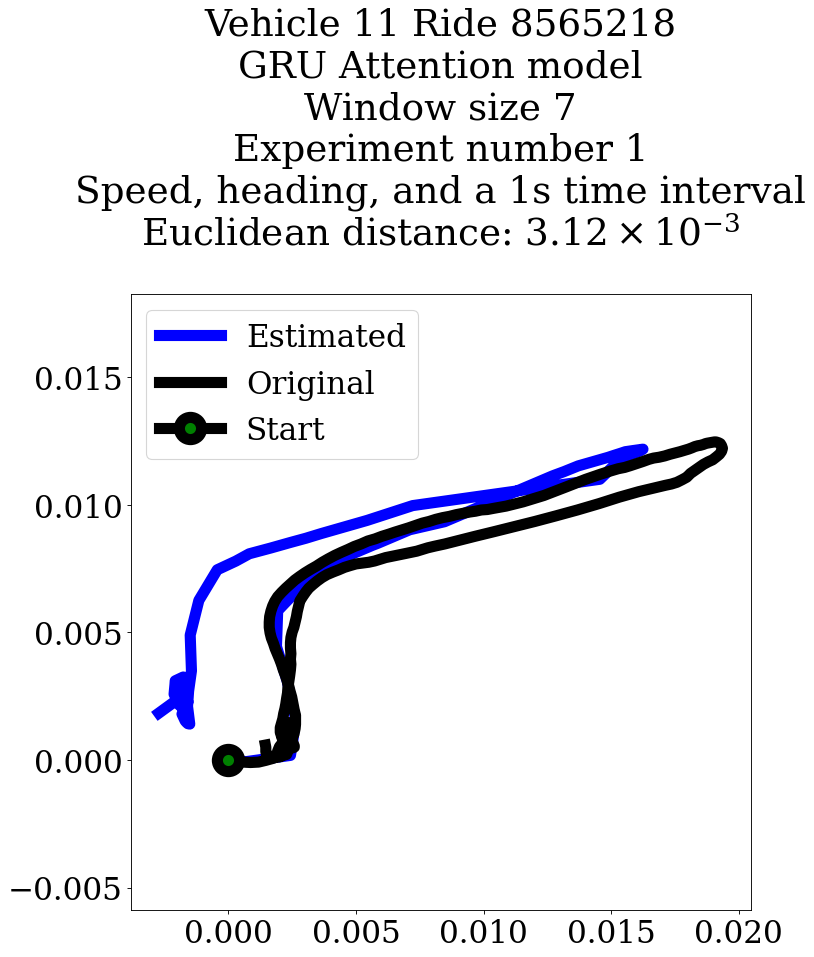 Vehicle 11 Ride 8565218
GRU Attention model
Window size 7
Experiment number 1
Speed, heading, and a 1s time interval
Euclidean distance: 3.12 × 10⁻³
Estimated
Original
Start
0.015
0.010
0.005
0.000
−0.005
0.000 0.005 0.010 0.015 0.020